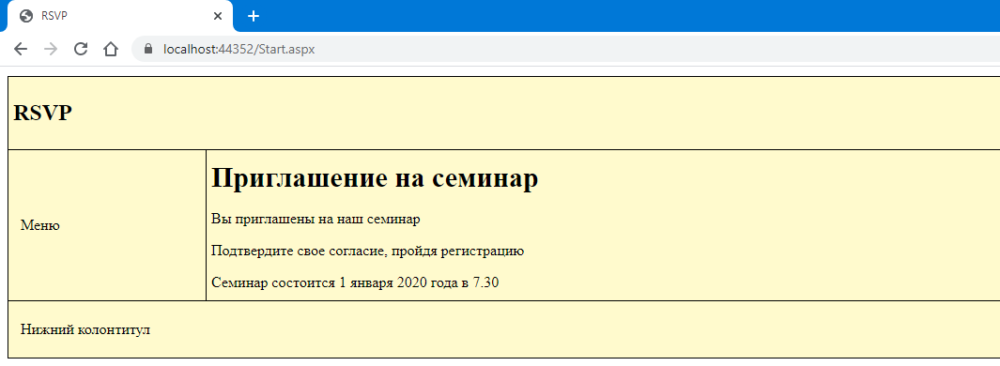 RSVP
localhost:44352/Start.aspx
RSVP
Приглашение на семинар
Вы приглашены на наш семинар
Меню
Подтвердите свое согласие, пройдя регистрацию
Семинар состоится 1 января 2020 года в 7.30
Нижний колонтитул